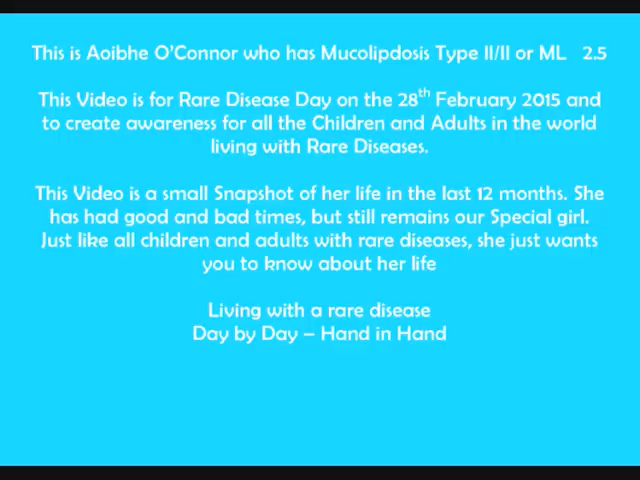 This is Aoibhe O'Connor who has Mucolipdosis Type II/II or ML 2.5
This Video is for Rare Disease Day on the 28th February 2015 and
to create awareness for all the Children and Adults in the world
living with Rare Diseases.
This Video is a small Snapshot of her life in the last 12 months. She
has had good and bad times, but still remains our Special girl.
Just like all children and adults with rare diseases, she just wants
you to know about her life
Living with a rare disease
Day by Day – Hand in Hand